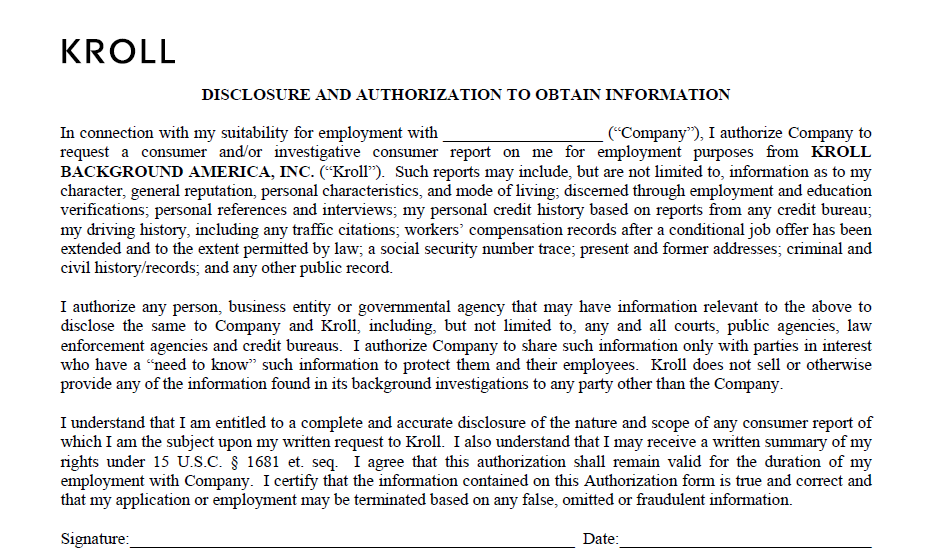 KROLL
DISCLOSURE AND AUTHORIZATION TO OBTAIN INFORMATION
In connection with my suitability for employment with ____________________ (“Company”), I authorize Company to
request a consumer and/or investigative consumer report on me for employment purposes from KROLL
BACKGROUND AMERICA, INC. (“Kroll”). Such reports may include, but are not limited to, information as to my
character, general reputation, personal characteristics, and mode of living; discerned through employment and education
verifications; personal references and interviews; my personal credit history based on reports from any credit bureau;
my driving history, including any traffic citations; workers’ compensation records after a conditional job offer has been
extended and to the extent permitted by law; a social security number trace; present and former addresses; criminal and
civil history/records; and any other public record.
I authorize any person, business entity or governmental agency that may have information relevant to the above to
disclose the same to Company and Kroll, including, but not limited to, any and all courts, public agencies, law
enforcement agencies and credit bureaus. I authorize Company to share such information only with parties in interest
who have a “need to know” such information to protect them and their employees. Kroll does not sell or otherwise
provide any of the information found in its background investigations to any party other than the Company.
I understand that I am entitled to a complete and accurate disclosure of the nature and scope of any consumer report of
which I am the subject upon my written request to Kroll. I also understand that I may receive a written summary of my
rights under 15 U.S.C. § 1681 et. seq. I agree that this authorization shall remain valid for the duration of my
employment with Company. I certify that the information contained on this Authorization form is true and correct and
that my application or employment may be terminated based on any false, omitted or fraudulent information.
Signature:____________________ Date:____________________